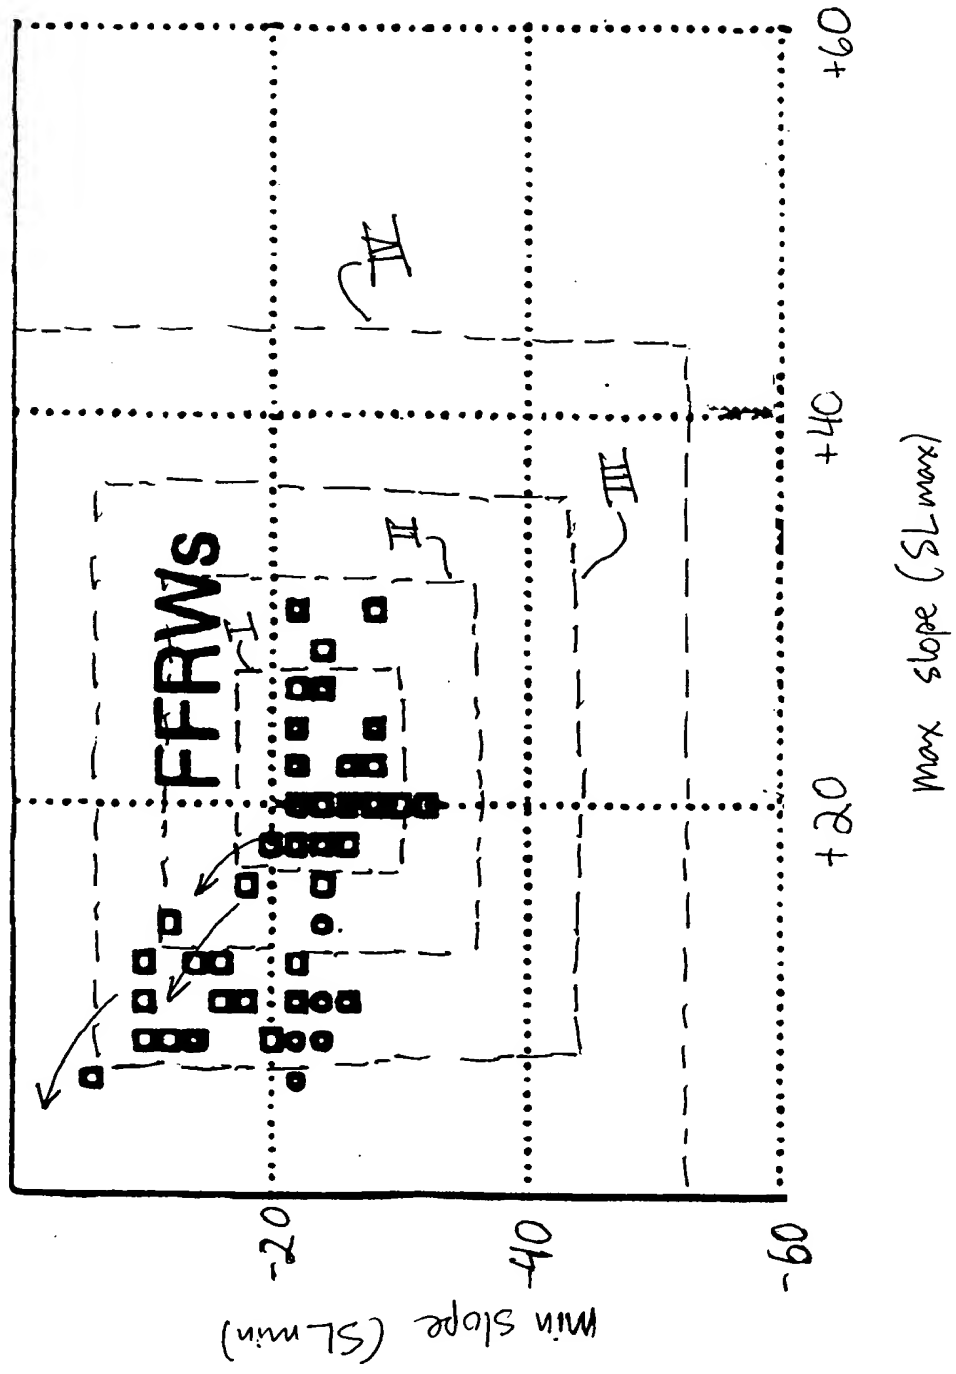 FFRWs
I
II
III
IV
-20
-40
-60
+20
+40
+60
min slope (SLmin)
max slope (SLmax)